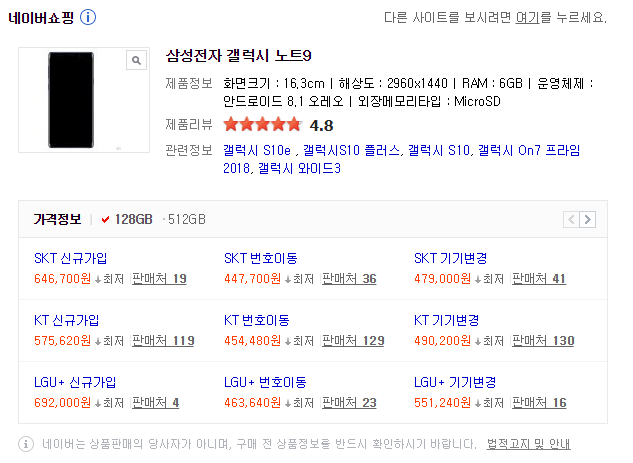 네이버쇼핑 i 다른 사이트를 보시려면 여기를 누르세요.
삼성전자 갤럭시 노트9
제품정보 화면크기 : 16.3cm | 해상도 : 2960x1440 | RAM : 6GB | 운영체제 :
안드로이드 8.1 오레오 | 외장메모리타입 : MicroSD
제품리뷰 4.8
관련정보 갤럭시 S10e , 갤럭시S10 플러스, 갤럭시 S10, 갤럭시 On7 프라임
2018, 갤럭시 와이드3
가격정보 | 128GB · 512GB
SKT 신규가입 SKT 번호이동 SKT 기기변경
646,700원 ↓최저 판매처 19 447,700원 ↓최저 판매처 36 479,000원 ↓최저 판매처 41
KT 신규가입 KT 번호이동 KT 기기변경
575,620원 ↓최저 판매처 119 454,480원 ↓최저 판매처 129 490,200원 ↓최저 판매처 130
LGU+ 신규가입 LGU+ 번호이동 LGU+ 기기변경
692,000원 ↓최저 판매처 4 463,640원 ↓최저 판매처 23 551,240원 ↓최저 판매처 16
i 네이버는 상품판매의 당사자가 아니며, 구매 전 상품정보를 반드시 확인하시기 바랍니다. 법적고지 및 안내